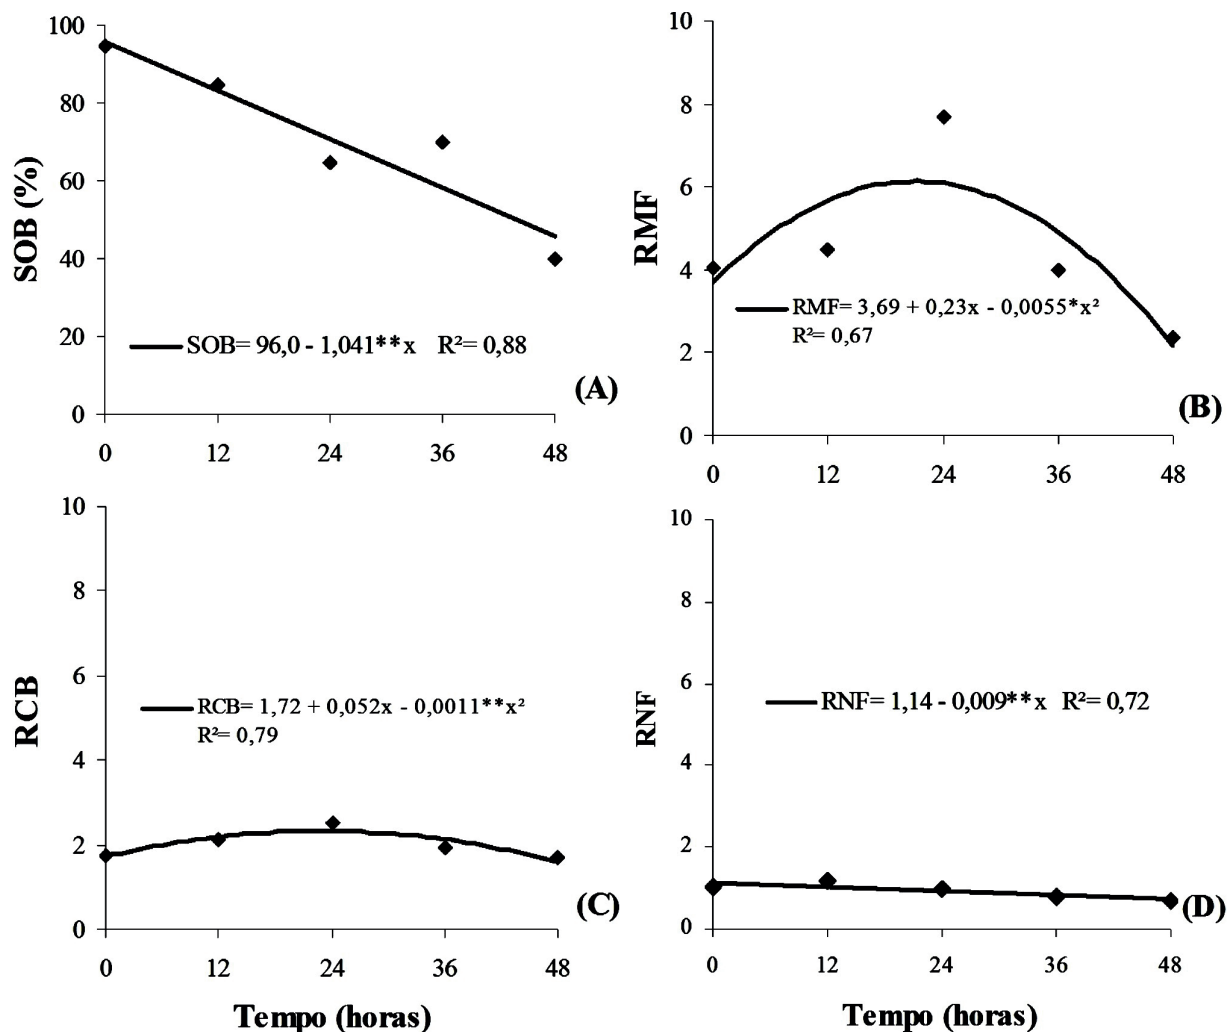 100
80
60
40
20
0
SOB (%)
SOB= 96,0 - 1,041**x R²= 0,88
(A)
0 12 24 36 48
10
8
6
4
2
0
RMF
RMF= 3,69 + 0,23x - 0,0055*x²
R²= 0,67
(B)
0 12 24 36 48
10
8
6
4
2
0
RCB
RCB= 1,72 + 0,052x - 0,0011**x²
R²= 0,79
(C)
0 12 24 36 48
Tempo (horas)
10
8
6
4
2
0
RNF
RNF= 1,14 - 0,009**x R²= 0,72
(D)
0 12 24 36 48
Tempo (horas)